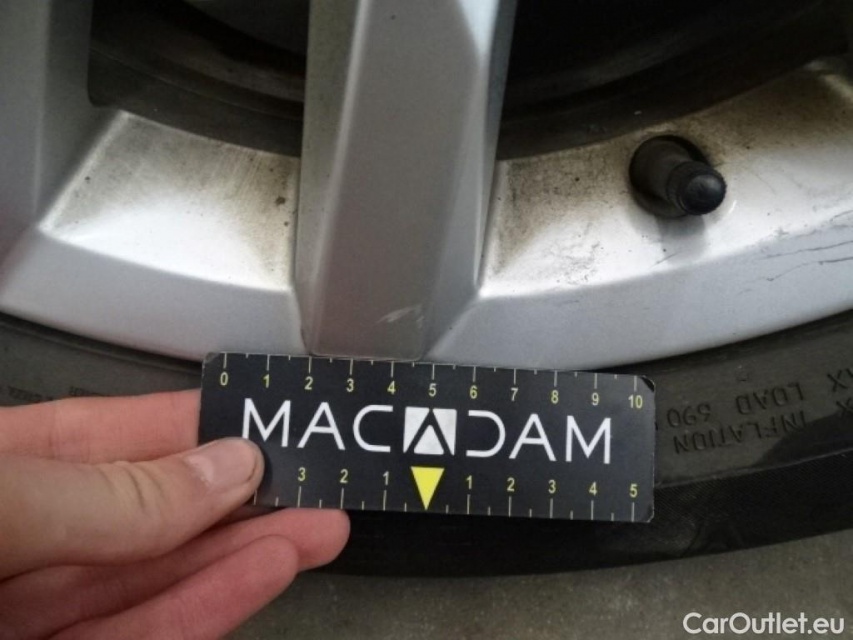 0 1 2 3 4 5 6 7 8 9 10
MACADAM
3 2 1 1 2 3 4 5
INFLATION
LOAD 690
CarOutlet.eu